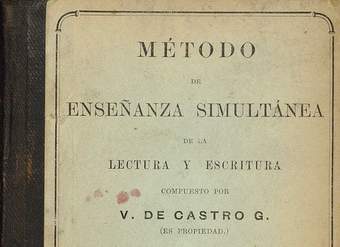 MÉTODO
DE
ENSEÑANZA SIMULTÁNEA
DE LA
LECTURA Y ESCRITURA
COMPUESTO POR
V. DE CASTRO G.
(ES PROPIEDAD.)